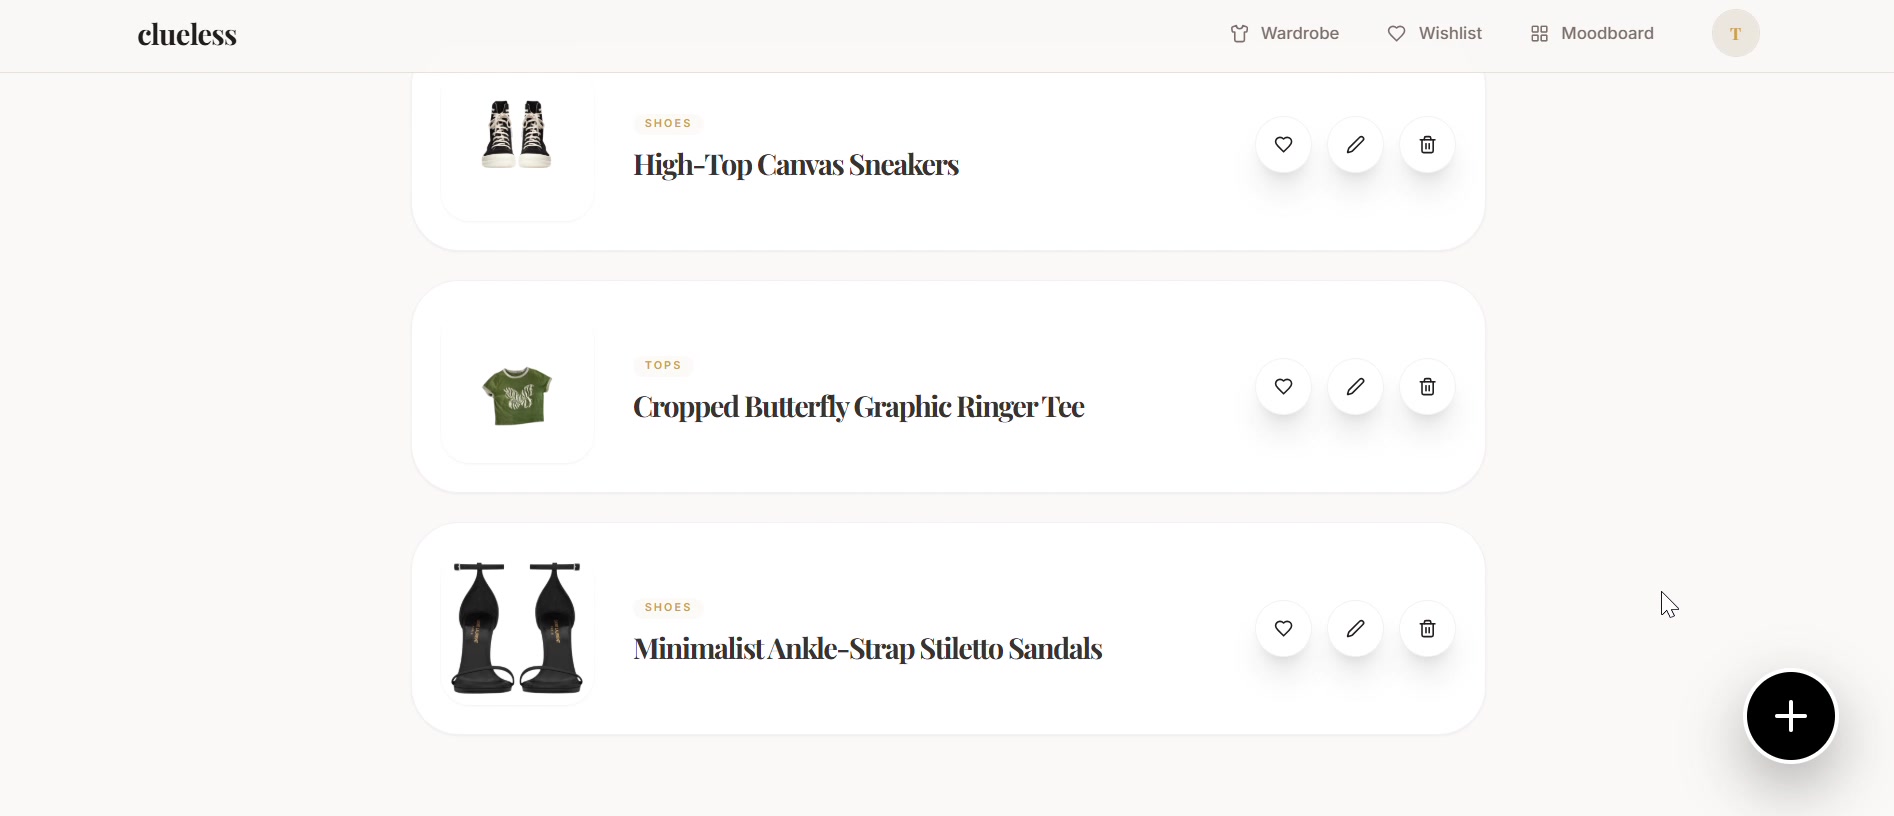 clueless
Wardrobe
Wishlist
Moodboard
T
SHOES
High-Top Canvas Sneakers
TOPS
Cropped Butterfly Graphic Ringer Tee
SHOES
Minimalist Ankle-Strap Stiletto Sandals